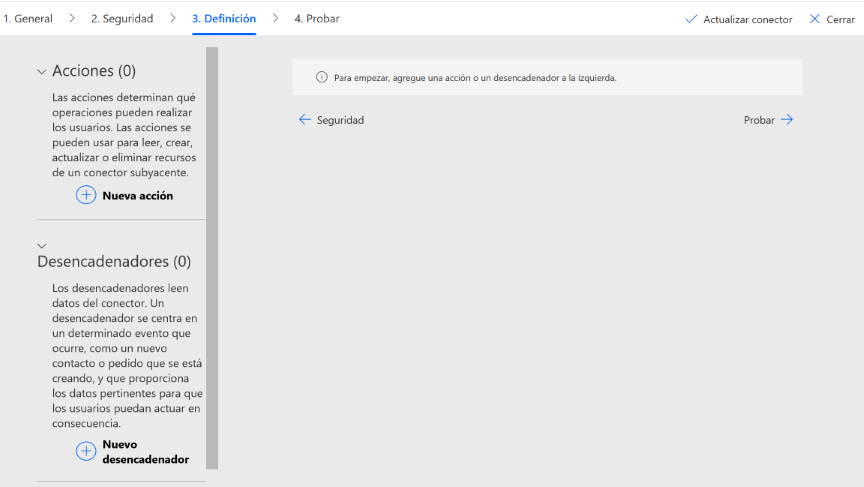 1. General > 2. Seguridad > 3. Definición > 4. Probar Actualizar conector Cerrar
Acciones (0)
Las acciones determinan qué
operaciones pueden realizar
los usuarios. Las acciones se
pueden usar para leer, crear,
actualizar o eliminar recursos
de un conector subyacente.
Nueva acción
Desencadenadores (0)
Los desencadenadores leen
datos del conector. Un
desencadenador se centra en
un determinado evento que
ocurre, como un nuevo
contacto o pedido que se está
creando, y que proporciona
los datos pertinentes para que
los usuarios puedan actuar en
consecuencia.
Nuevo
desencadenador
Para empezar, agregue una acción o un desencadenador a la izquierda.
Seguridad Probar